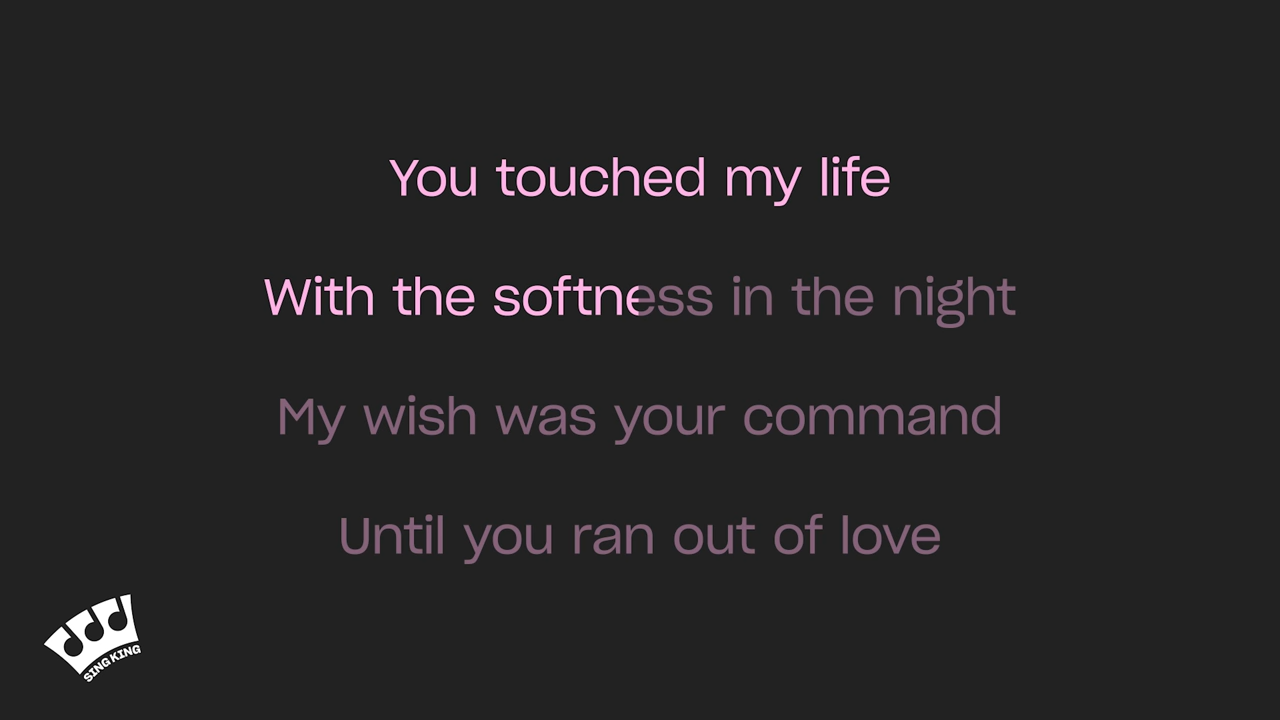 You touched my life
With the softness in the night
My wish was your command
Until you ran out of love
SING KING